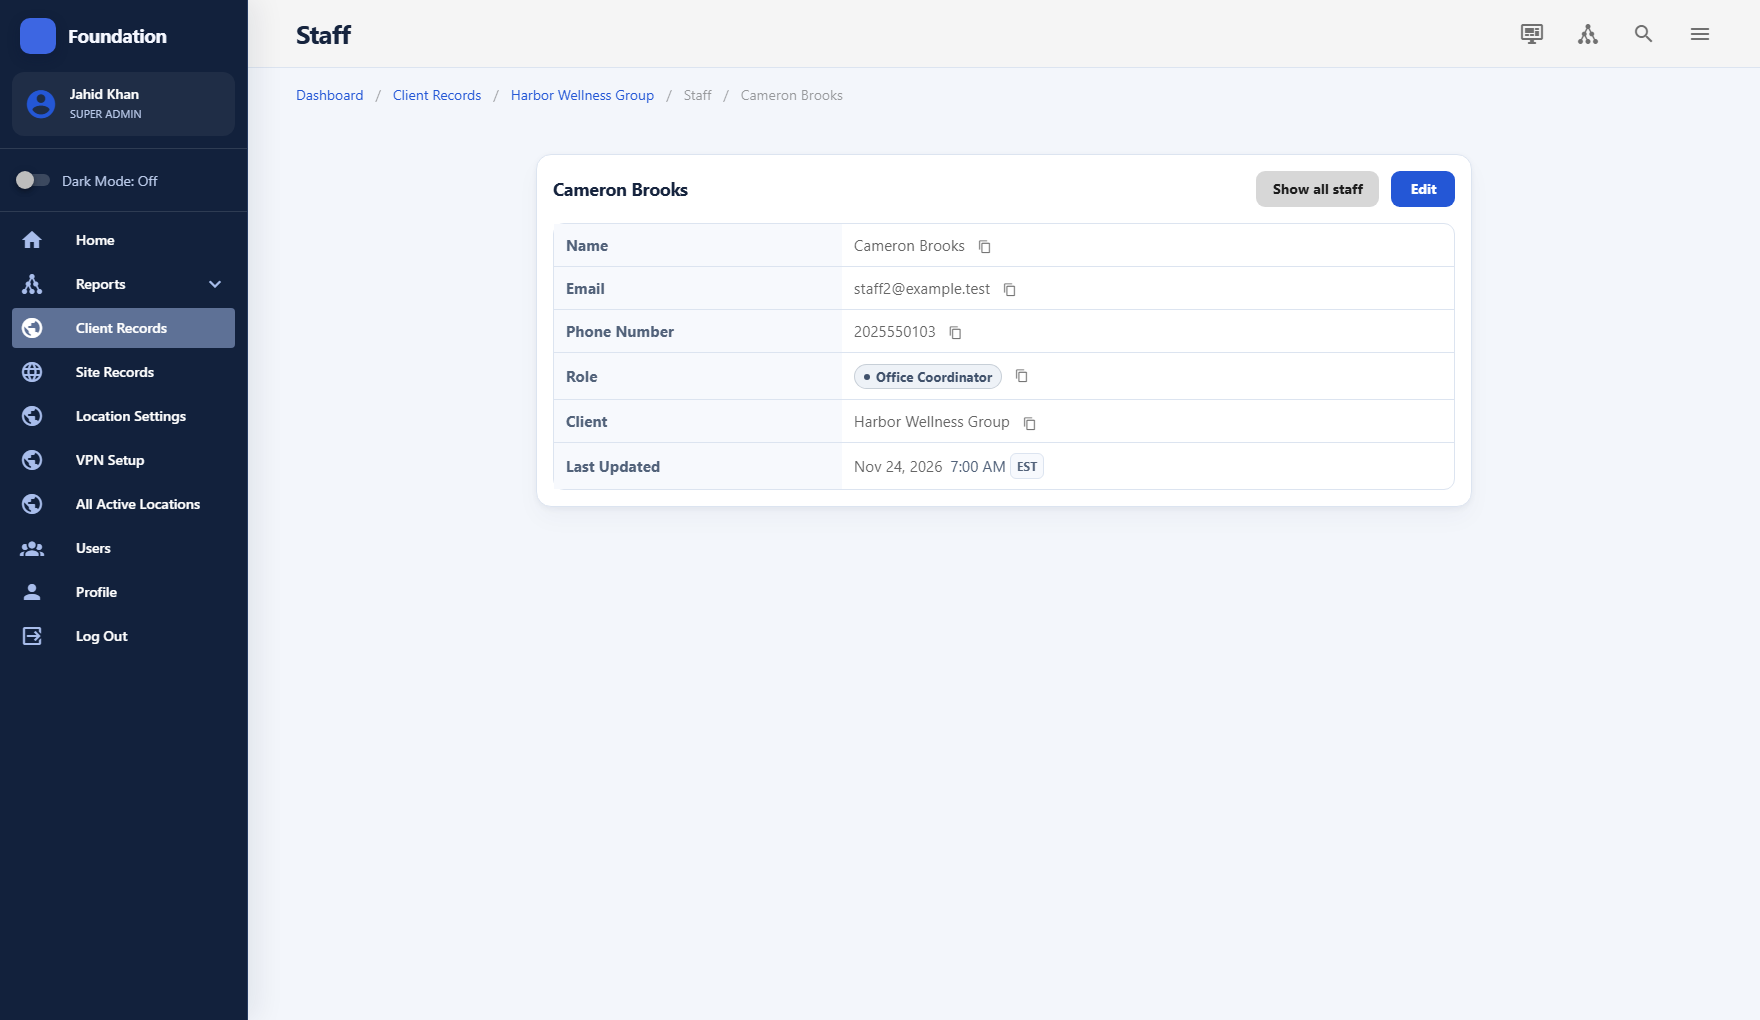 Foundation
Jahid Khan
SUPER ADMIN
Dark Mode: Off
Home
Reports
Client Records
Site Records
Location Settings
VPN Setup
All Active Locations
Users
Profile
Log Out
Staff
Dashboard / Client Records / Harbor Wellness Group / Staff / Cameron Brooks
Cameron Brooks
Show all staff
Edit
Name Cameron Brooks
Email staff2@example.test
Phone Number 2025550103
Role Office Coordinator
Client Harbor Wellness Group
Last Updated Nov 24, 2026 7:00 AM EST